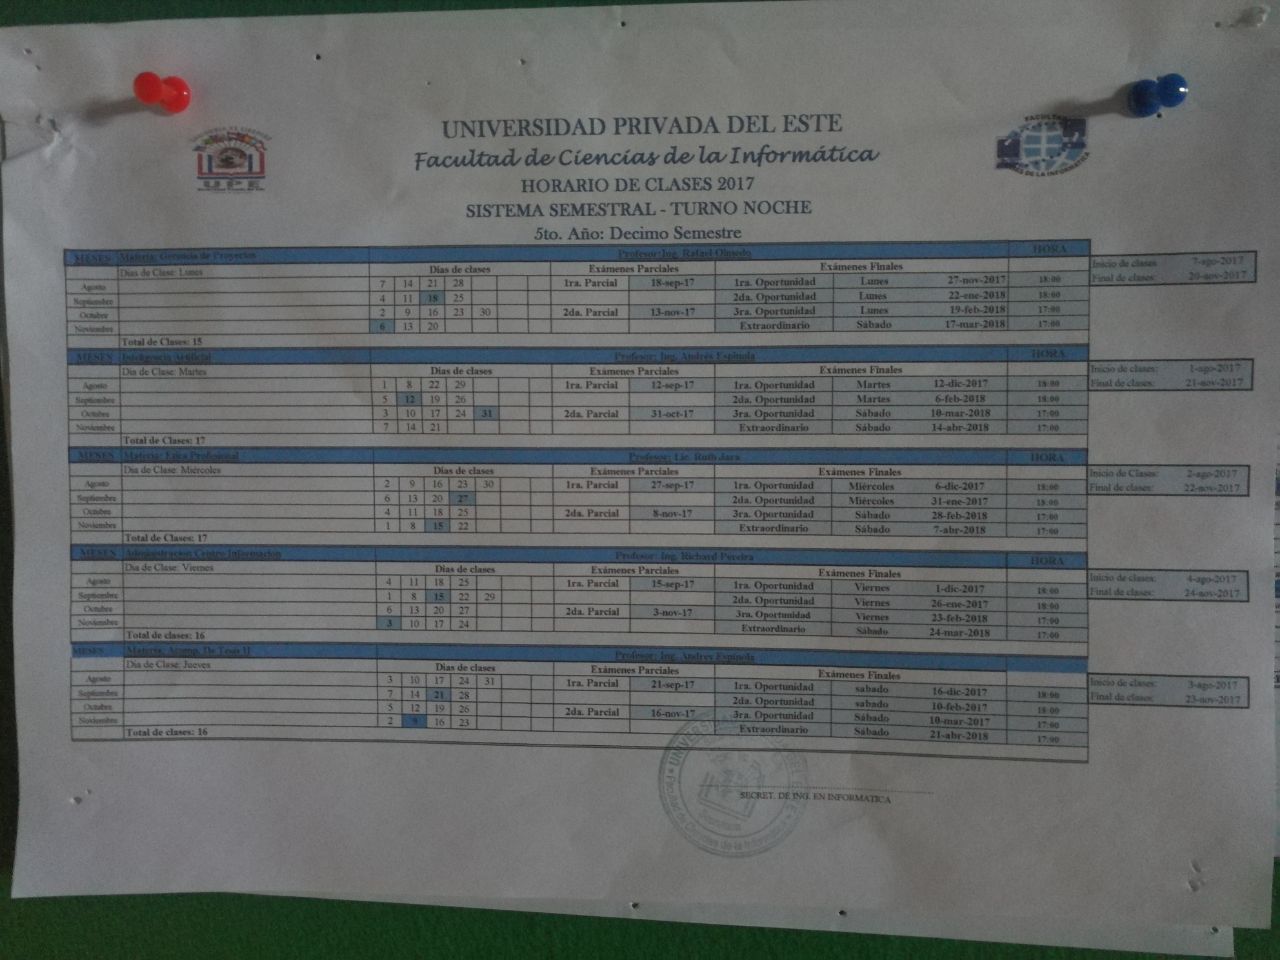 UNIVERSIDAD PRIVADA DEL ESTE
Facultad de Ciencias de la Informática
HORARIO DE CLASES 2017
SISTEMA SEMESTRAL - TURNO NOCHE
5to. Año: Decimo Semestre
UPE
MESES Materia: Gerencia de Proyectos Profesor: Ing. Rafael Olmedo HORA
Inicio de clases 7-ago-2017
Dias de Clase: Lunes Dias de clases Exámenes Parciales Exámenes Finales
Final de clases: 20-nov-2017
Agosto 7 14 21 28 1ra. Parcial 18-sep-17 1ra. Oportunidad Lunes 27-nov-2017 18:00
Septiembre 4 11 18 25 2da. Oportunidad Lunes 22-ene-2018 18:00
Octubre 2 9 16 23 30 2da. Parcial 13-nov-17 3ra. Oportunidad Lunes 19-feb-2018 17:00
Noviembre 6 13 20 Extraordinario Sábado 17-mar-2018 17:00
Total de Clases: 15
MESES Inteligencia Artificial Profesor: Ing. Andrés Espinola HORA
Inicio de clases: 1-ago-2017
Dia de Clase: Martes Dias de clases Exámenes Parciales Exámenes Finales
Final de clases: 21-nov-2017
Agosto 1 8 22 29 1ra. Parcial 12-sep-17 1ra. Oportunidad Martes 12-dic-2017 18:00
Septiembre 5 12 19 26 2da. Oportunidad Martes 6-feb-2018 18:00
Octubre 3 10 17 24 31 2da. Parcial 31-oct-17 3ra. Oportunidad Sábado 10-mar-2018 17:00
Noviembre 7 14 21 Extraordinario Sábado 14-abr-2018 17:00
Total de Clases: 17
MESES Materia: Etica Profesional Profesor: Lic. Ruth Jara HORA
Inicio de Clases: 2-ago-2017
Dia de Clase: Miércoles Dias de clases Exámenes Parciales Exámenes Finales
Final de clases: 22-nov-2017
Agosto 2 9 16 23 30 1ra. Parcial 27-sep-17 1ra. Oportunidad Miércoles 6-dic-2017 18:00
Septiembre 6 13 20 27 2da. Oportunidad Miércoles 31-ene-2017 18:00
Octubre 4 11 18 25 2da. Parcial 8-nov-17 3ra. Oportunidad Sábado 28-feb-2018 17:00
Noviembre 1 8 15 22 Extraordinario Sábado 7-abr-2018 17:00
Total de Clases: 17
MESES Administracion Centro Informacion Profesor: Ing. Richard Pereira HORA
Inicio de clases: 4-ago-2017
Dia de Clase: Viernes Dias de clases Exámenes Parciales Exámenes Finales
Final de clases: 24-nov-2017
Agosto 4 11 18 25 1ra. Parcial 15-sep-17 1ra. Oportunidad Viernes 1-dic-2017 18:00
Septiembre 1 8 15 22 29 2da. Oportunidad Viernes 26-ene-2017 18:00
Octubre 6 13 20 27 2da. Parcial 3-nov-17 3ra. Oportunidad Viernes 23-feb-2018 17:00
Noviembre 3 10 17 24 Extraordinario Sábado 24-mar-2018 17:00
Total de clases: 16
MESES Materia: Acomp. De Tesis II Profesor: Ing. Andres Espinola
Inicio de clases: 3-ago-2017
Dia de Clase: Jueves Dias de clases Exámenes Parciales Exámenes Finales
Final de clases: 23-nov-2017
Agosto 3 10 17 24 31 1ra. Parcial 21-sep-17 1ra. Oportunidad sabado 16-dic-2017 18:00
Septiembre 7 14 21 28 2da. Oportunidad sabado 10-feb-2018 18:00
Octubre 5 12 19 26 2da. Parcial 16-nov-17 3ra. Oportunidad Sábado 10-mar-2017 17:00
Noviembre 2 9 16 23 Extraordinario Sábado 21-abr-2018 17:00
Total de clases: 16
SECRET. DE ING. EN INFORMATICA